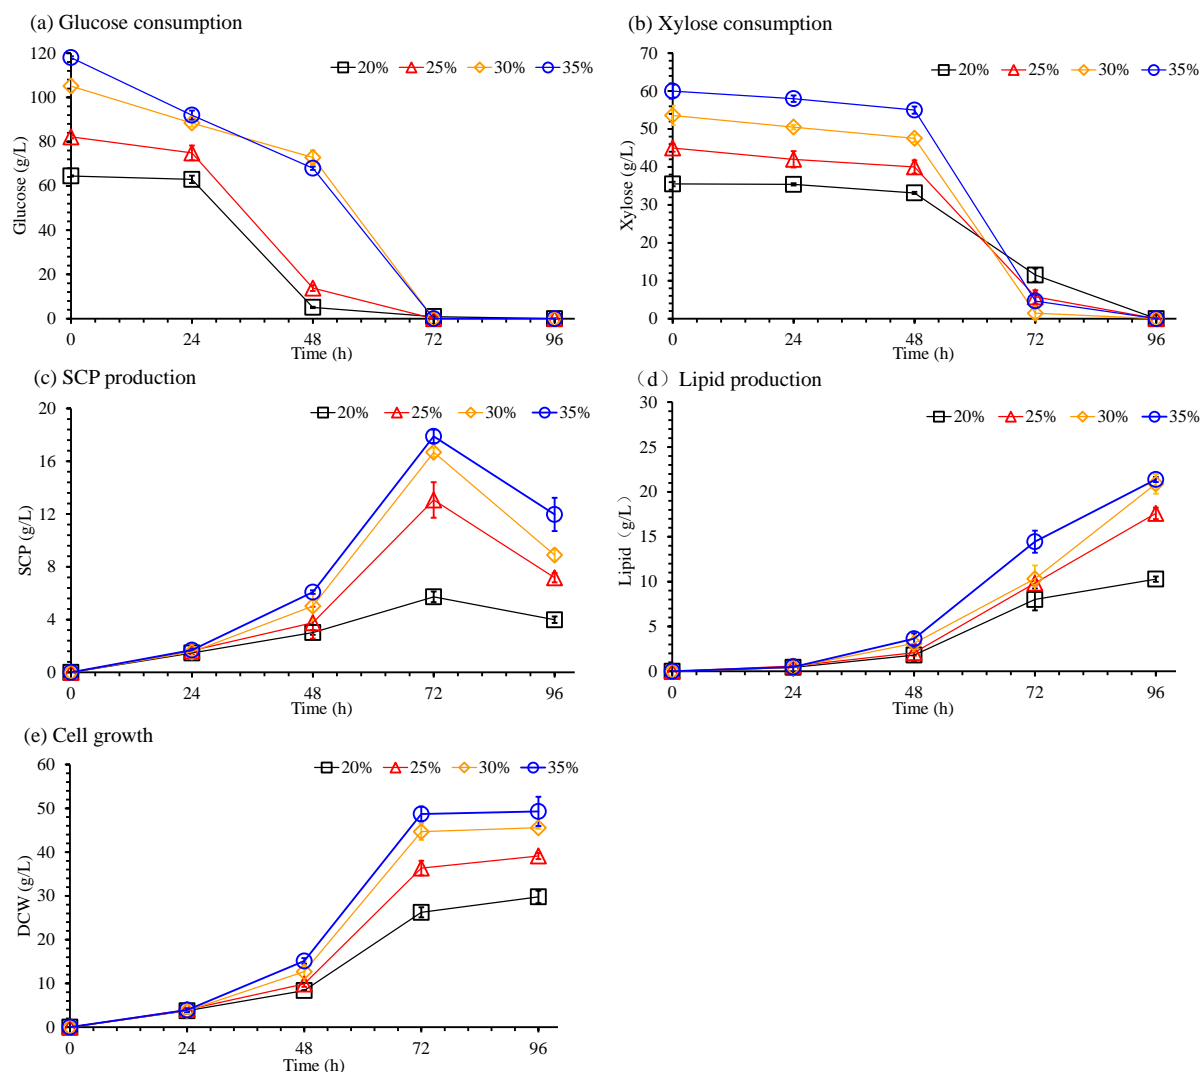 (a) Glucose consumption
20% 25% 30% 35%
Glucose (g/L)
120
100
80
60
40
20
0
0 24 48 72 96
Time (h)
(b) Xylose consumption
20% 25% 30% 35%
Xylose (g/L)
70
60
50
40
30
20
10
0
0 24 48 72 96
Time (h)
(c) SCP production
20% 25% 30% 35%
SCP (g/L)
20
16
12
8
4
0
0 24 48 72 96
Time (h)
（d）Lipid production
20% 25% 30% 35%
Lipid（g/L）
30
25
20
15
10
5
0
0 24 48 72 96
Time (h)
(e) Cell growth
20% 25% 30% 35%
DCW (g/L)
60
50
40
30
20
10
0
0 24 48 72 96
Time (h)